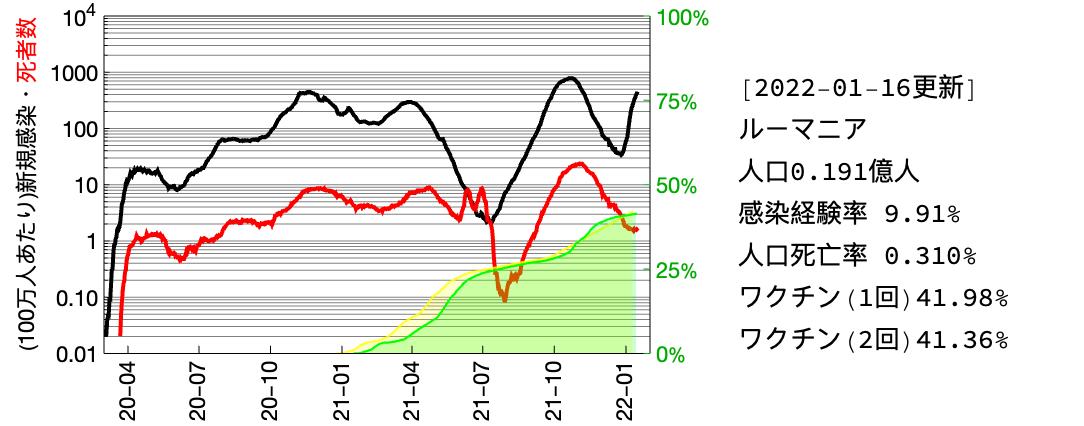 (100万人あたり)新規感染・死者数
10^4
1000
100
10
1
0.10
0.01
100%
75%
50%
25%
0%
20-04
20-07
20-10
21-01
21-04
21-07
21-10
22-01
[2022-01-16更新]
ルーマニア
人口0.191億人
感染経験率 9.91%
人口死亡率 0.310%
ワクチン(1回)41.98%
ワクチン(2回)41.36%